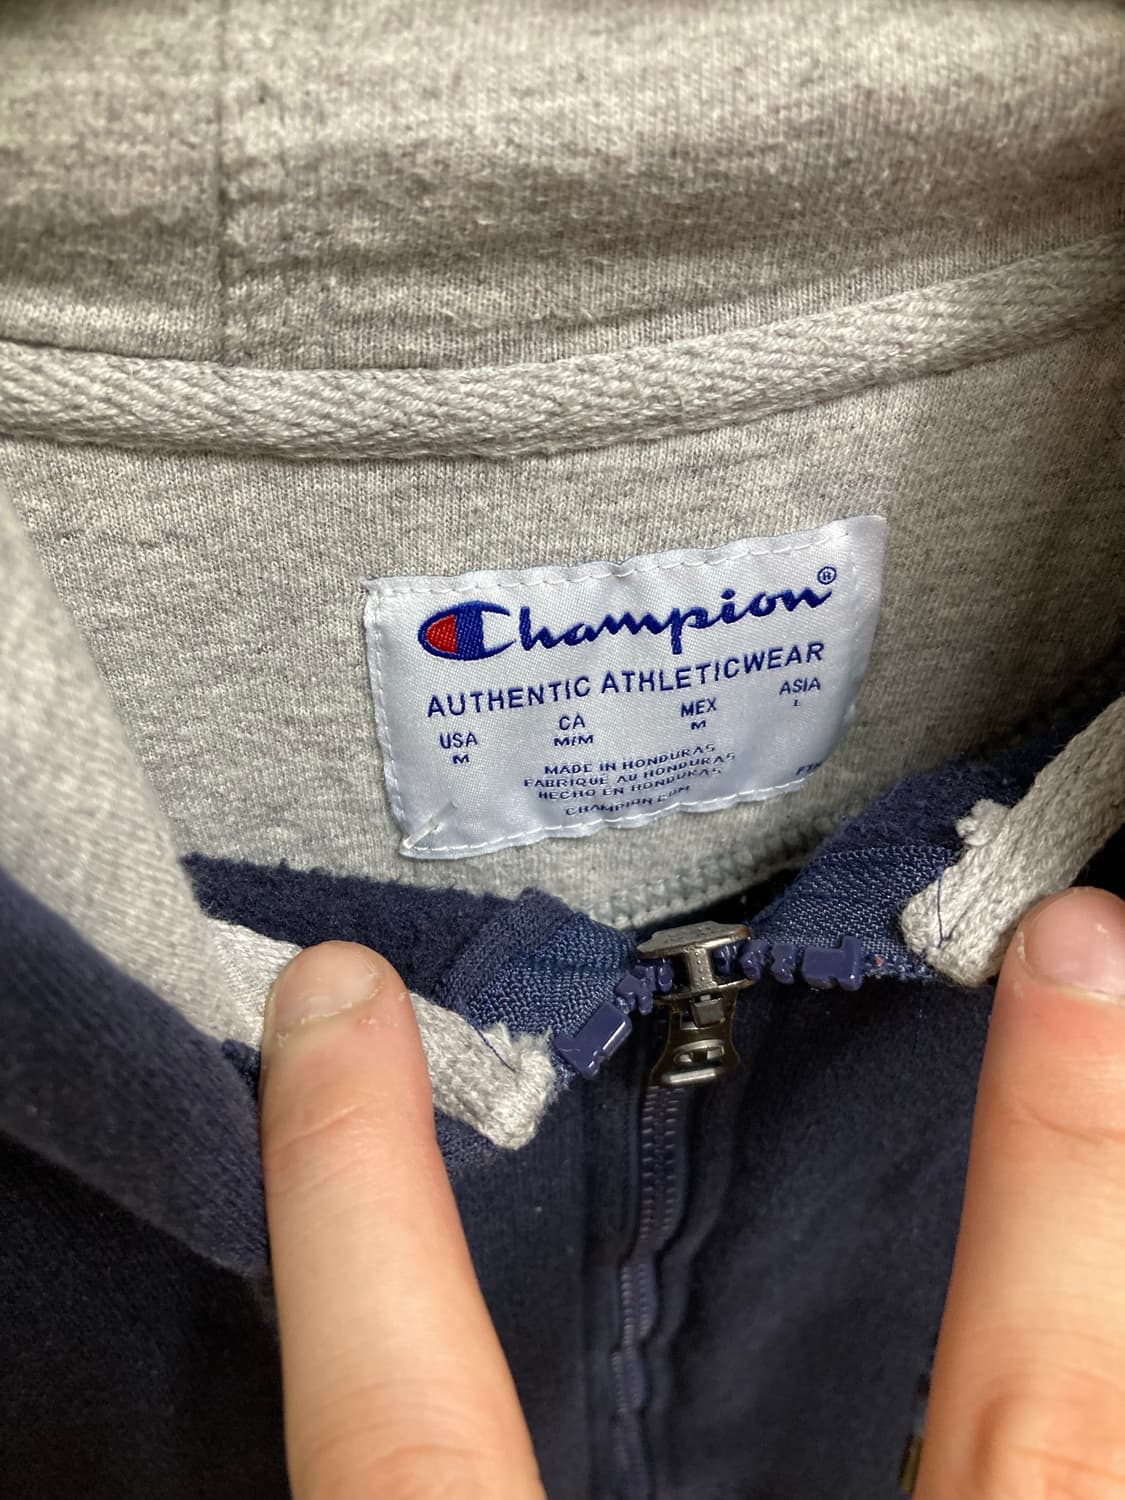 Champion®
AUTHENTIC ATHLETICWEAR
USA CA MEX ASIA
M M/M M L
MADE IN HONDURAS
FABRIQUE AU HONDURAS
HECHO EN HONDURAS
CHAMPION.COM